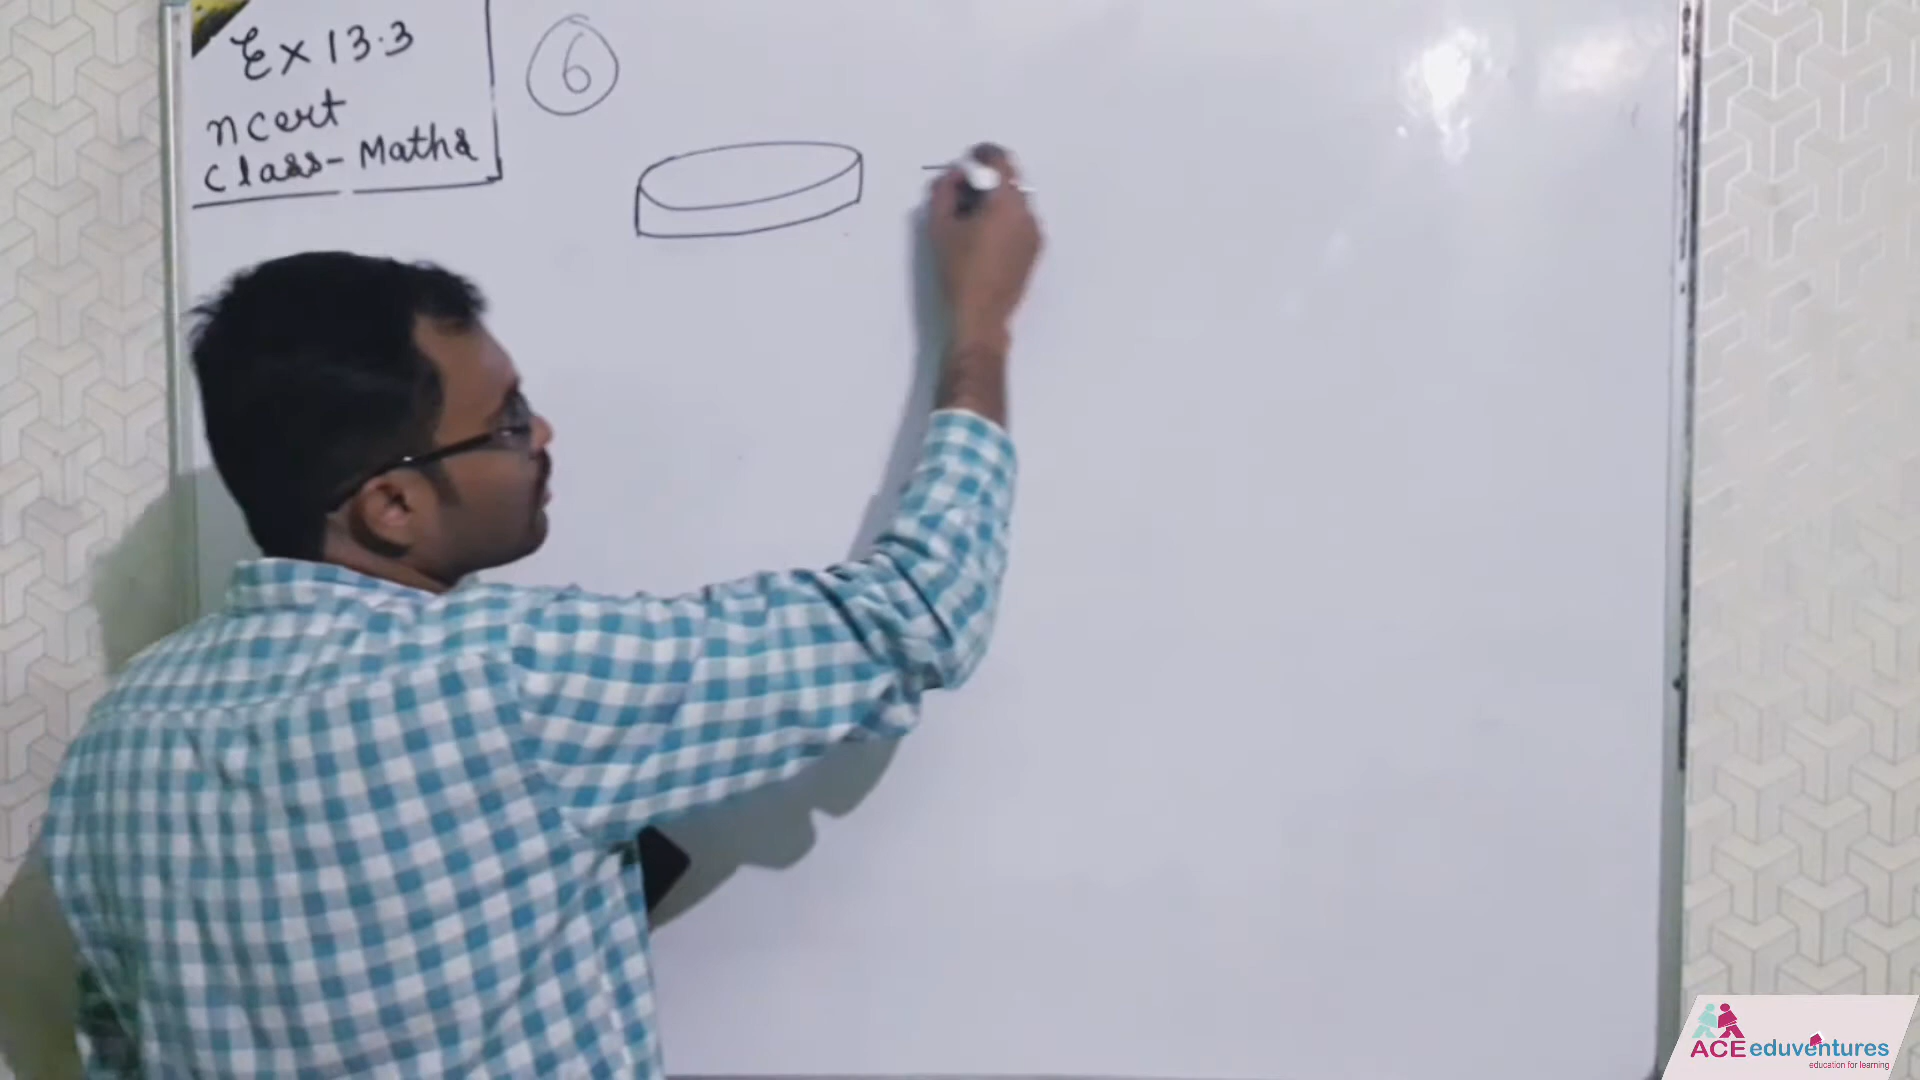 Ex 13.3
ncert
Class - Maths
6
ACE eduventures
education for learning